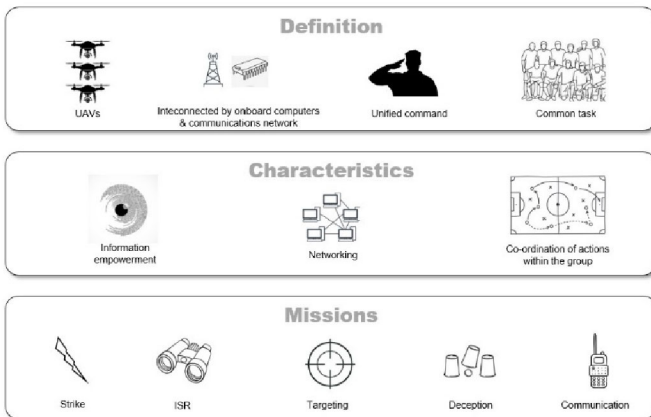 Definition
UAVs
Inteconnected by onboard computers
& communications network
Unified command
Common task
Characteristics
Information
empowerment
Networking
Co-ordination of actions
within the group
Missions
Strike
ISR
Targeting
Deception
Communication